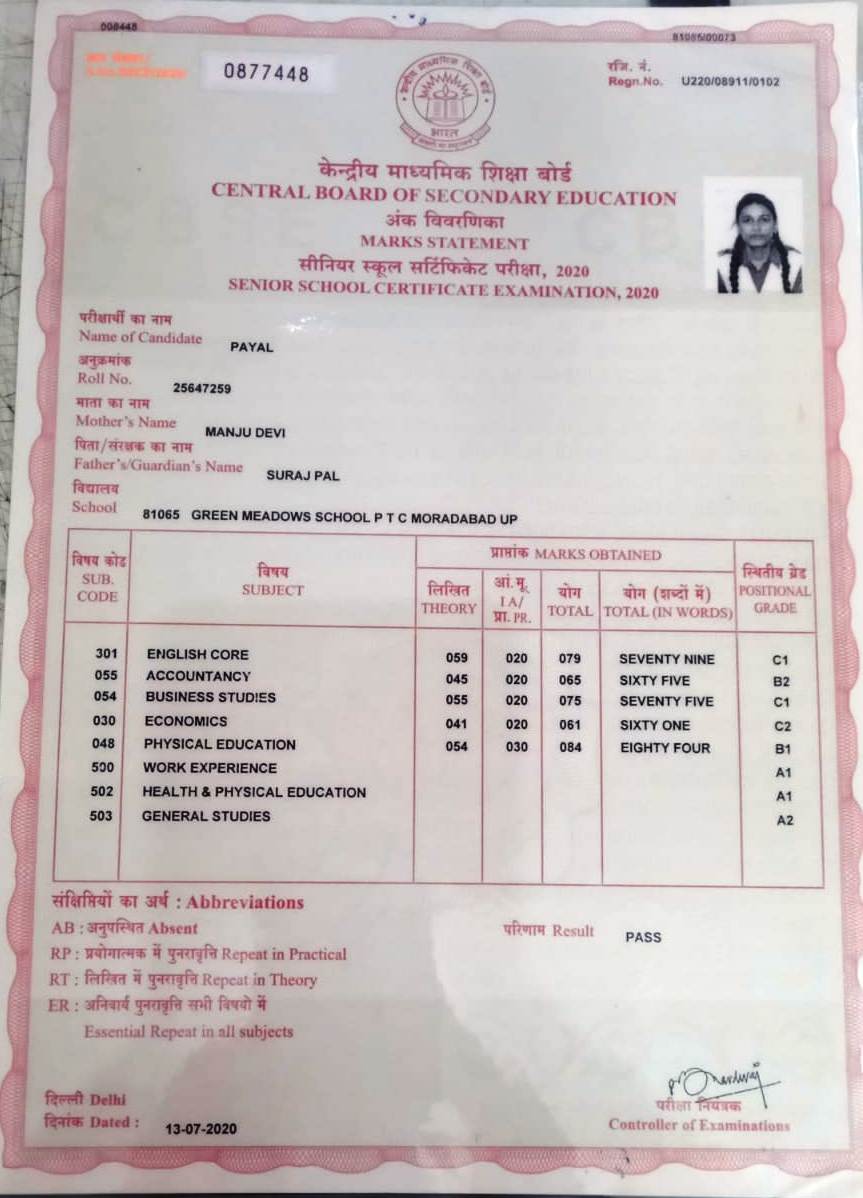 008448
81065/00073
0877448
रजि. नं.
Regn.No. U220/08911/0102
भारत
केन्द्रीय माध्यमिक शिक्षा बोर्ड
CENTRAL BOARD OF SECONDARY EDUCATION
अंक विवरणिका
MARKS STATEMENT
सीनियर स्कूल सर्टिफिकेट परीक्षा, 2020
SENIOR SCHOOL CERTIFICATE EXAMINATION, 2020
परीक्षार्थी का नाम
Name of Candidate PAYAL
अनुक्रमांक
Roll No. 25647259
माता का नाम
Mother's Name MANJU DEVI
पिता/संरक्षक का नाम
Father's/Guardian's Name SURAJ PAL
विद्यालय
School 81065 GREEN MEADOWS SCHOOL P T C MORADABAD UP
विषय कोड SUB. CODE
विषय SUBJECT
प्राप्तांक MARKS OBTAINED
लिखित THEORY
आं.मू. I A/ प्रा. PR.
योग TOTAL
योग (शब्दों में) TOTAL (IN WORDS)
स्थितीय ग्रेड POSITIONAL GRADE
301 ENGLISH CORE 059 020 079 SEVENTY NINE C1
055 ACCOUNTANCY 045 020 065 SIXTY FIVE B2
054 BUSINESS STUDIES 055 020 075 SEVENTY FIVE C1
030 ECONOMICS 041 020 061 SIXTY ONE C2
048 PHYSICAL EDUCATION 054 030 084 EIGHTY FOUR B1
500 WORK EXPERIENCE A1
502 HEALTH & PHYSICAL EDUCATION A1
503 GENERAL STUDIES A2
संक्षिप्तियों का अर्थ : Abbreviations
AB : अनुपस्थित Absent
परिणाम Result PASS
RP : प्रयोगात्मक में पुनरावृत्ति Repeat in Practical
RT : लिखित में पुनरावृत्ति Repeat in Theory
ER : अनिवार्य पुनरावृत्ति सभी विषयो में
Essential Repeat in all subjects
दिल्ली Delhi
दिनांक Dated : 13-07-2020
परीक्षा नियंत्रक
Controller of Examinations